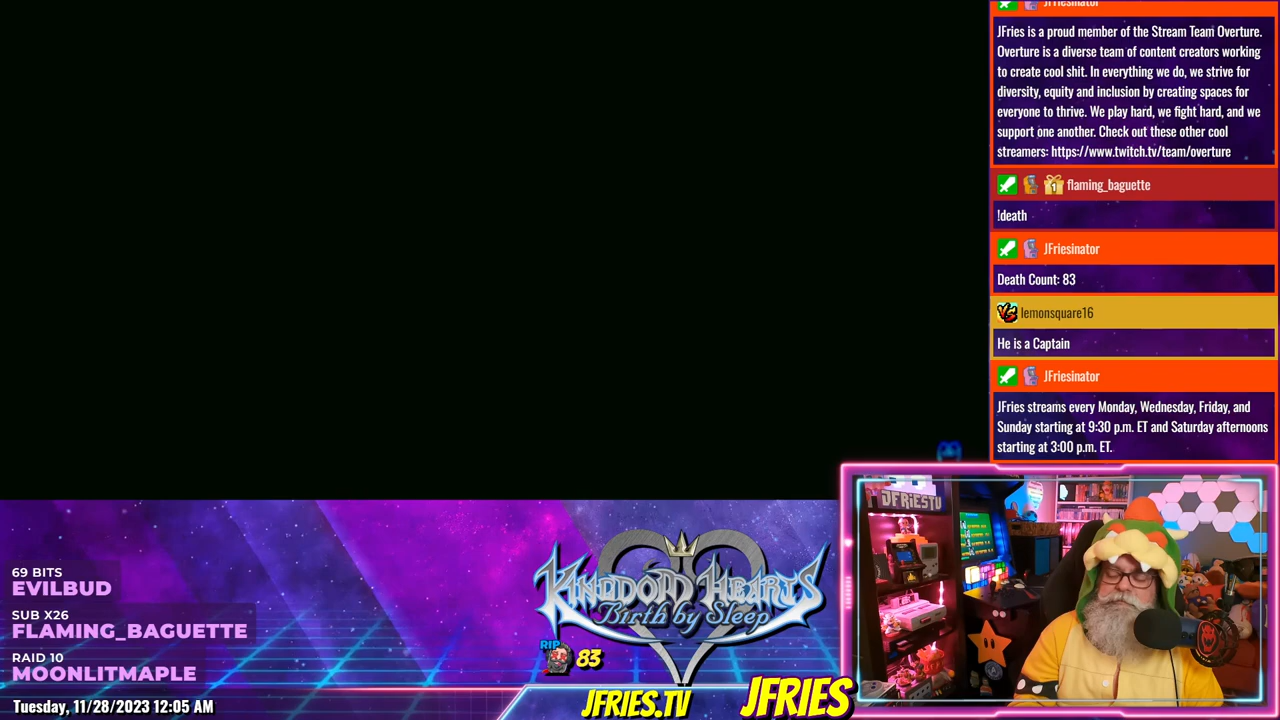 JFriesinator
JFries is a proud member of the Stream Team Overture.
Overture is a diverse team of content creators working
to create cool shit. In everything we do, we strive for
diversity, equity and inclusion by creating spaces for
everyone to thrive. We play hard, we fight hard, and we
support one another. Check out these other cool
streamers: https://www.twitch.tv/team/overture
1 flaming_baguette
!death
JFriesinator
Death Count: 83
VS lemonsquare16
He is a Captain
JFriesinator
JFries streams every Monday, Wednesday, Friday, and
Sunday starting at 9:30 p.m. ET and Saturday afternoons
starting at 3:00 p.m. ET.
JFRIESTV
69 BITS
EVILBUD
SUB X26
FLAMING_BAGUETTE
RAID 10
MOONLITMAPLE
Tuesday, 11/28/2023 12:05 AM
KINGDOM HEARTS
Birth by Sleep
RIP 83
JFRIES.TV
JFRIES